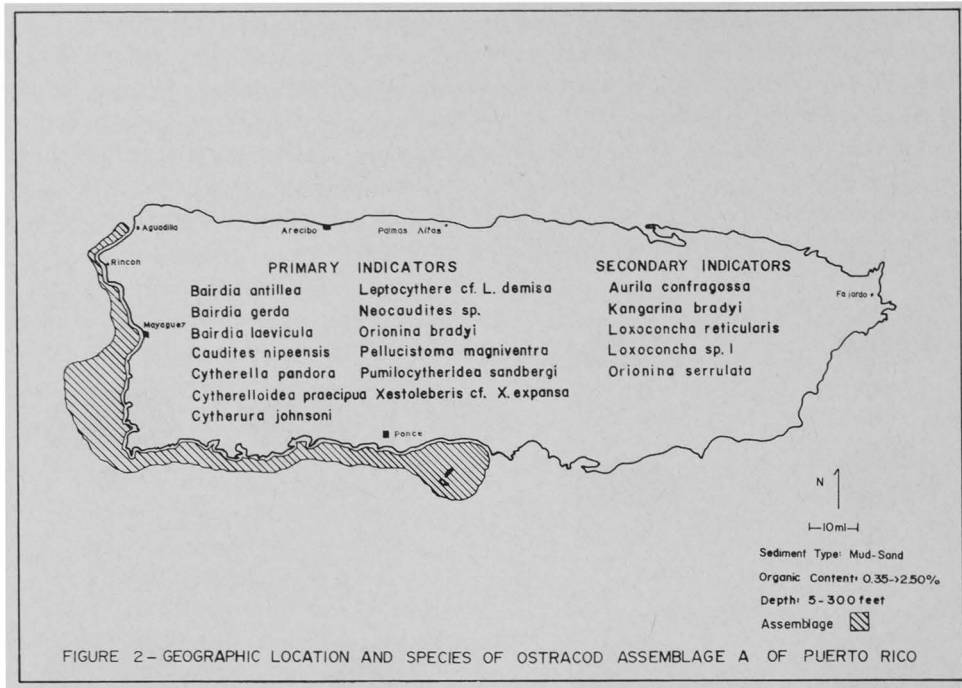 Aguadilla
Arecibo
Palmas Altas
Rincon
Fajardo
Mayaguez
Ponce
PRIMARY INDICATORS
Bairdia antillea
Bairdia gerda
Bairdia laevicula
Caudites nipeensis
Cytherella pandora
Cytherelloidea praecipua
Cytherura johnsoni
Leptocythere cf. L. demisa
Neocaudites sp.
Orionina bradyi
Pellucistoma magniventra
Pumilocytheridea sandbergi
Xestoleberis cf. X. expansa
SECONDARY INDICATORS
Aurila confragossa
Kangarina bradyi
Loxoconcha reticularis
Loxoconcha sp. I
Orionina serrulata
N
10mi
Sediment Type: Mud-Sand
Organic Content: 0.35->2.50%
Depth: 5-300 feet
Assemblage
FIGURE 2 - GEOGRAPHIC LOCATION AND SPECIES OF OSTRACOD ASSEMBLAGE A OF PUERTO RICO